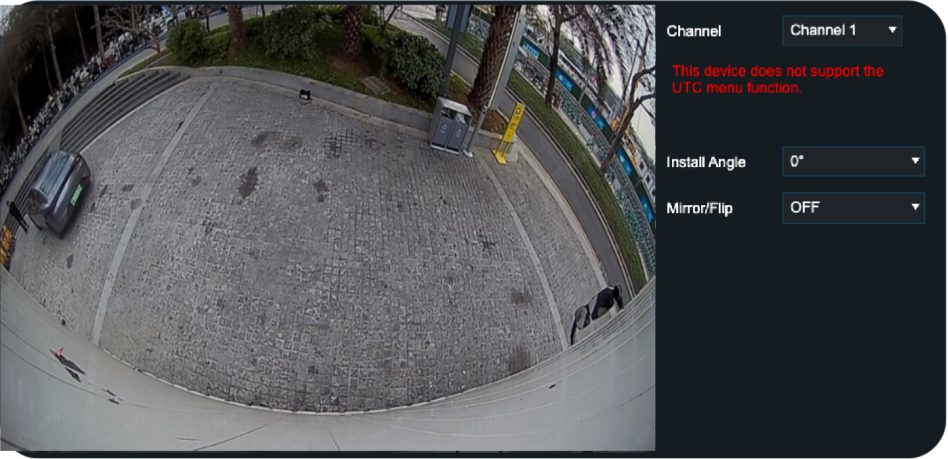 Channel
Channel 1
This device does not support the
UTC menu function.
Install Angle
0°
Mirror/Flip
OFF